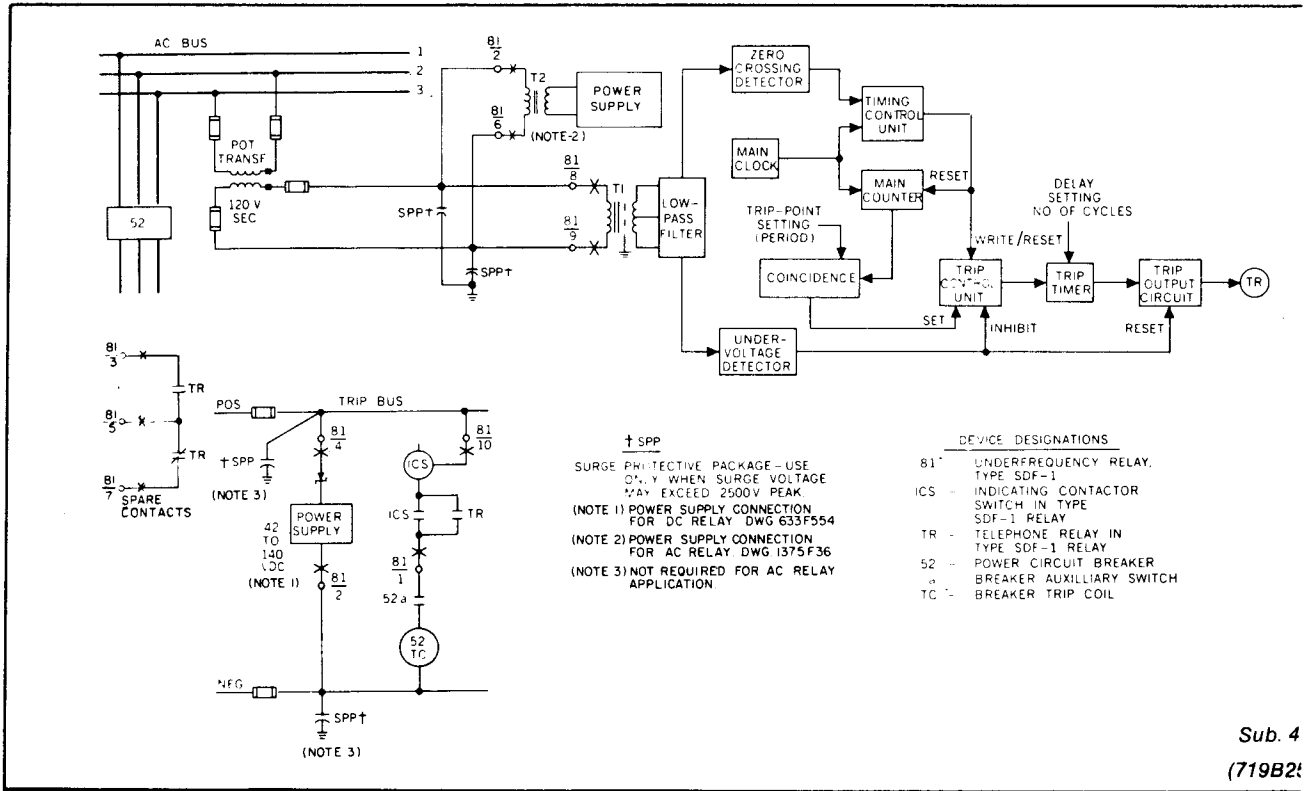 AC BUS
1
2
3
POT
TRANSF
120 V
SEC
52
81
2
81
6
T2
POWER
SUPPLY
(NOTE-2)
81
8
81
9
T1
SPP†
SPP†
LOW-
PASS
FILTER
ZERO
CROSSING
DETECTOR
TIMING
CONTROL
UNIT
MAIN
CLOCK
MAIN
COUNTER
RESET
TRIP-POINT
SETTING
(PERIOD)
COINCIDENCE
DELAY
SETTING
NO OF CYCLES
WRITE/RESET
TRIP
CONTROL
UNIT
TRIP
TIMER
TRIP
OUTPUT
CIRCUIT
TR
SET
INHIBIT
RESET
UNDER-
VOLTAGE
DETECTOR
81
3
TR
81
5
TR
81
7
SPARE
CONTACTS
POS
TRIP BUS
81
4
81
10
† SPP
(NOTE 3)
ICS
ICS
TR
POWER
SUPPLY
42
TO
140
VDC
(NOTE 1)
81
2
81
1
52a
52
TC
NEG
SPP†
(NOTE 3)
† SPP
SURGE PROTECTIVE PACKAGE - USE
ONLY WHEN SURGE VOLTAGE
MAY EXCEED 2500V PEAK.
(NOTE 1) POWER SUPPLY CONNECTION
FOR DC RELAY DWG 633F554
(NOTE 2) POWER SUPPLY CONNECTION
FOR AC RELAY. DWG. 1375F36
(NOTE 3) NOT REQUIRED FOR AC RELAY
APPLICATION.
DEVICE DESIGNATIONS
81 - UNDERFREQUENCY RELAY,
TYPE SDF-1
ICS - INDICATING CONTACTOR
SWITCH IN TYPE
SDF-1 RELAY
TR - TELEPHONE RELAY IN
TYPE SDF-1 RELAY
52 - POWER CIRCUIT BREAKER
a BREAKER AUXILLIARY SWITCH
TC - BREAKER TRIP COIL
Sub. 4